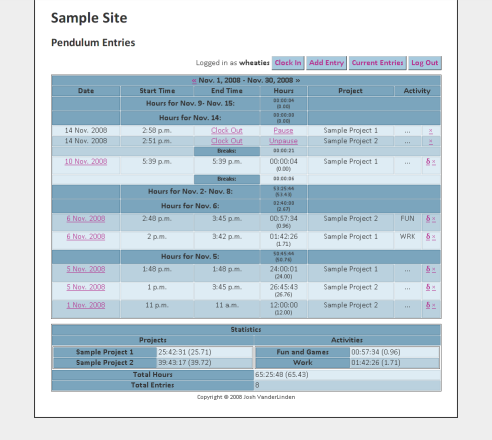 Sample Site
Pendulum Entries
Logged in as wheaties Clock In Add Entry Current Entries Log Out
« Nov. 1, 2008 - Nov. 30, 2008 »
Date Start Time End Time Hours Project Activity
Hours for Nov. 9- Nov. 15: 00:00:04 (0.00)
Hours for Nov. 14: 00:00:00 (0.00)
14 Nov. 2008 2:58 p.m. Clock Out Pause Sample Project 1 ...
14 Nov. 2008 2:51 p.m. Clock Out Unpause Sample Project 2 ...
Breaks: 00:00:21
10 Nov. 2008 5:39 p.m. 5:39 p.m. 00:00:04 (0.00) Sample Project 1 ...
Breaks: 00:00:06
Hours for Nov. 2- Nov. 8: (53.43)
Hours for Nov. 6: 02:40:00 (2.67)
6 Nov. 2008 2:48 p.m. 3:45 p.m. 00:57:34 (0.96) Sample Project 2 FUN
6 Nov. 2008 2 p.m. 3:42 p.m. 01:42:26 (1.71) Sample Project 1 WRK
Hours for Nov. 5: 50:45:44 (50.76)
5 Nov. 2008 1:48 p.m. 1:48 p.m. 24:00:01 (24.00) Sample Project 1 ...
5 Nov. 2008 1 p.m. 3:45 p.m. 26:45:43 (26.76) Sample Project 2 ...
1 Nov. 2008 11 p.m. 11 a.m. 12:00:00 (12.00) Sample Project 2 ...
Statistics
Projects Activities
Sample Project 1 25:42:31 (25.71) Fun and Games 00:57:34 (0.96)
Sample Project 2 39:43:17 (39.72) Work 01:42:26 (1.71)
Total Hours 65:25:48 (65.43)
Total Entries 8
Copyright © 2008 Josh VanderLinden